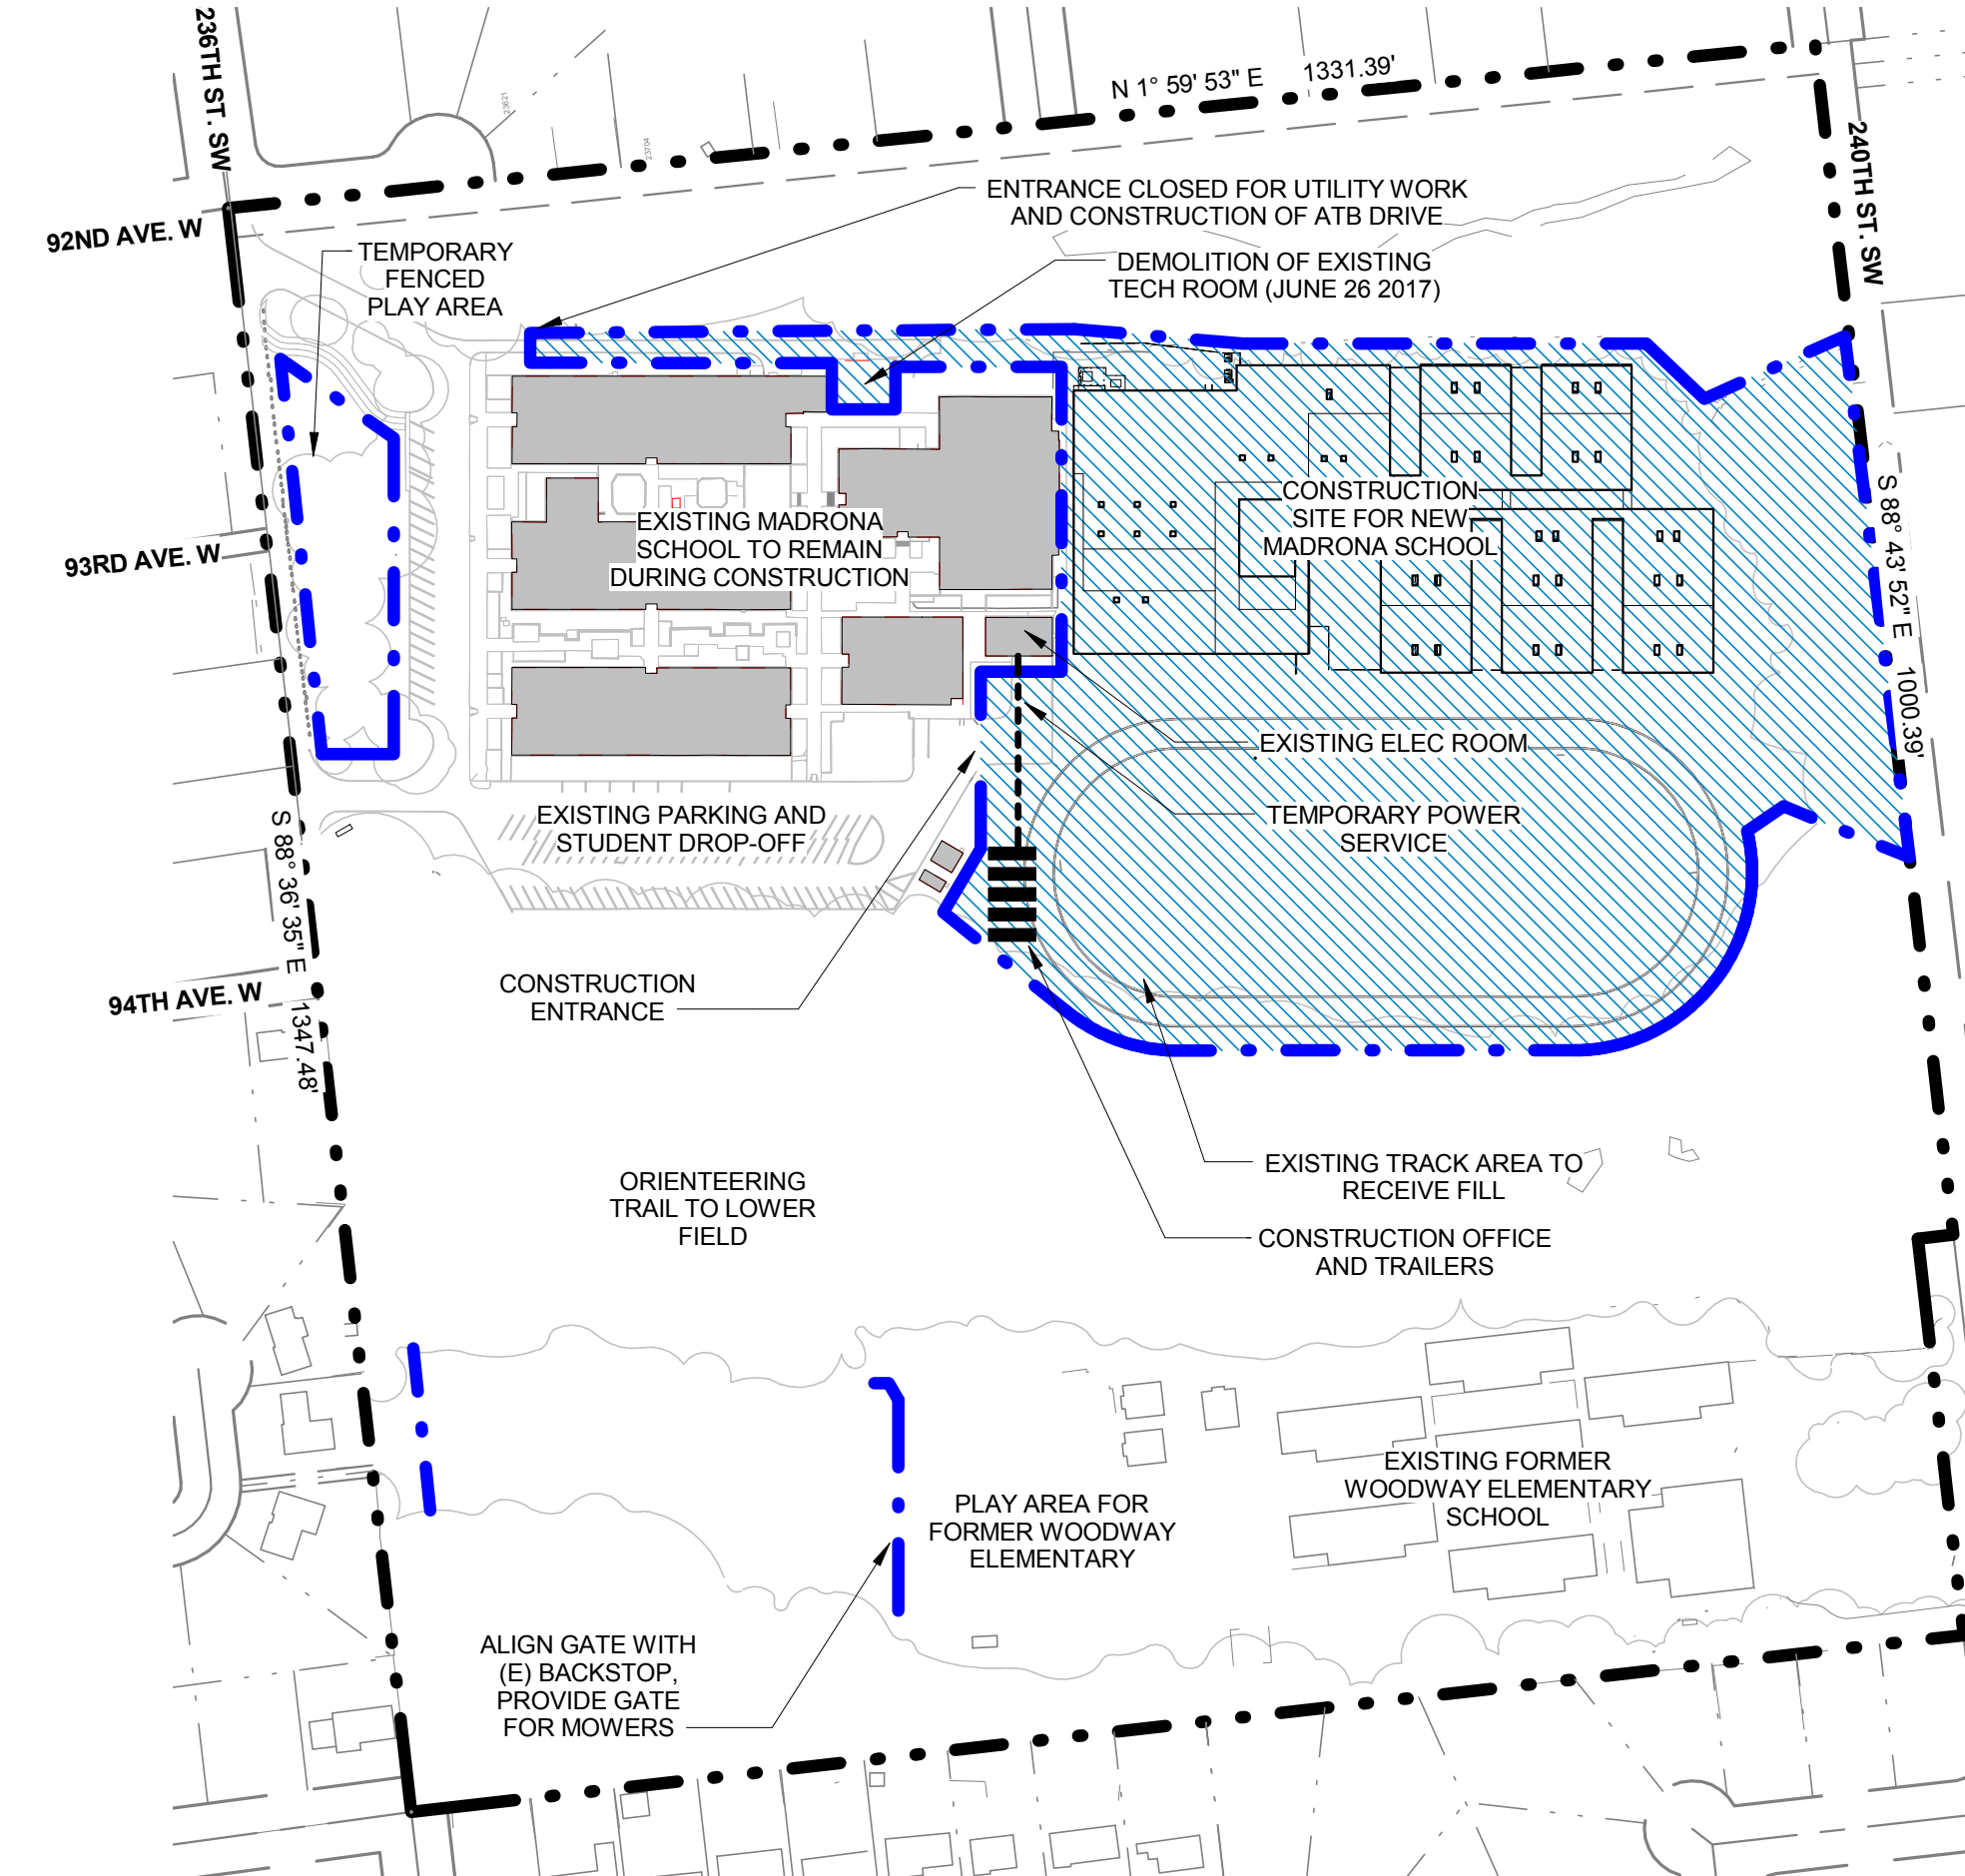 236TH ST. SW
N 1° 59' 53" E 1331.39'
23621
23704
240TH ST. SW
92ND AVE. W
ENTRANCE CLOSED FOR UTILITY WORK
AND CONSTRUCTION OF ATB DRIVE
TEMPORARY
FENCED
PLAY AREA
DEMOLITION OF EXISTING
TECH ROOM (JUNE 26 2017)
93RD AVE. W
EXISTING MADRONA
SCHOOL TO REMAIN
DURING CONSTRUCTION
CONSTRUCTION
SITE FOR NEW
MADRONA SCHOOL
S 88° 43' 52" E 1000.39'
EXISTING ELEC ROOM
EXISTING PARKING AND
STUDENT DROP-OFF
TEMPORARY POWER
SERVICE
S 88° 36' 35" E 1347.48'
94TH AVE. W
CONSTRUCTION
ENTRANCE
EXISTING TRACK AREA TO
RECEIVE FILL
ORIENTEERING
TRAIL TO LOWER
FIELD
CONSTRUCTION OFFICE
AND TRAILERS
EXISTING FORMER
WOODWAY ELEMENTARY
SCHOOL
PLAY AREA FOR
FORMER WOODWAY
ELEMENTARY
ALIGN GATE WITH
(E) BACKSTOP,
PROVIDE GATE
FOR MOWERS